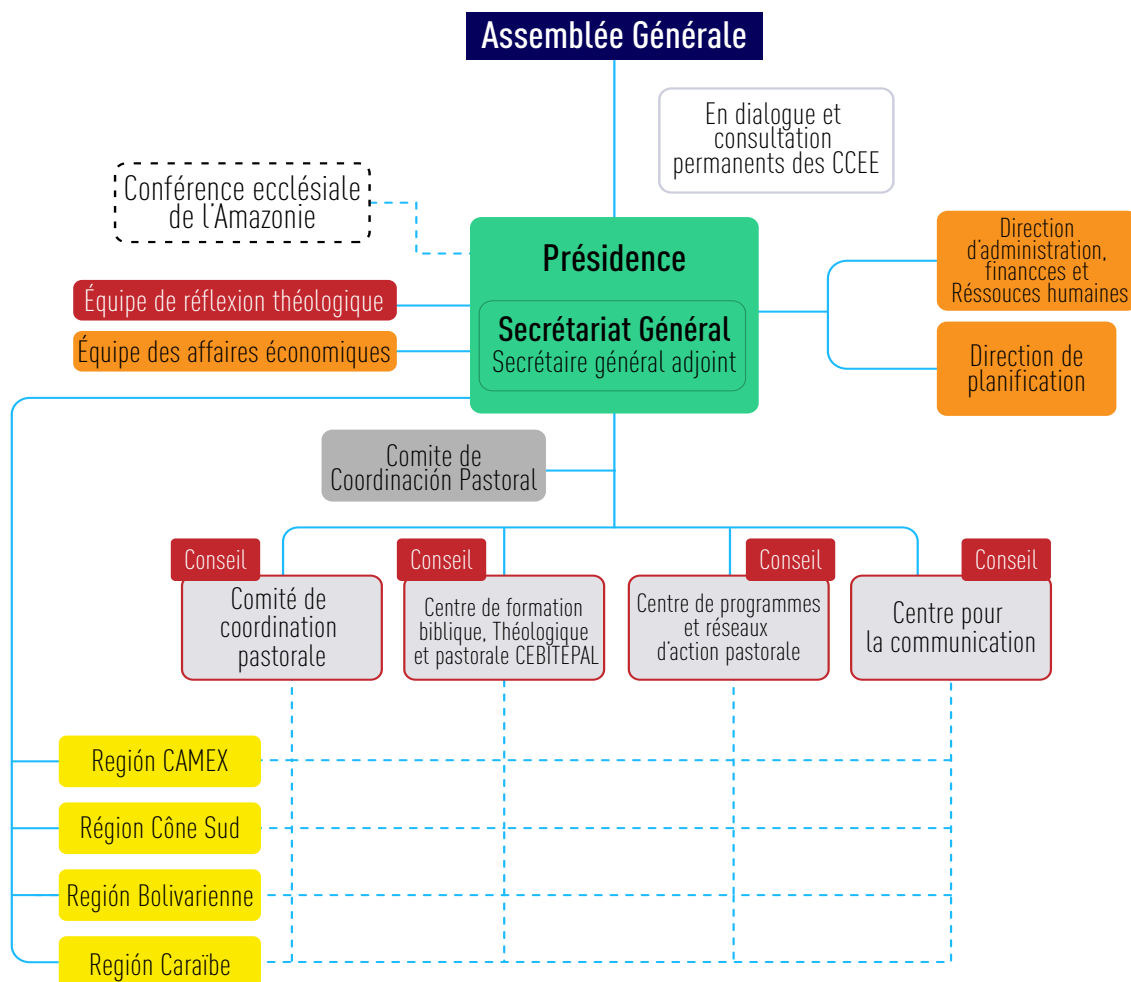 Assemblée Générale
En dialogue et
consultation
permanents des CCEE
Conférence ecclésiale
de l'Amazonie
Présidence
Direction
d'administration,
financces et
Réssouces humaines
Équipe de réflexion théologique
Secrétariat Général
Secrétaire général adjoint
Équipe des affaires économiques
Direction de
planification
Comite de
Coordinación Pastoral
Conseil
Comité de
coordination
pastorale
Conseil
Centre de formation
biblique, Théologique
et pastorale CEBITEPAL
Conseil
Centre de programmes
et réseaux
d'action pastorale
Conseil
Centre pour
la communication
Región CAMEX
Région Cône Sud
Región Bolivarienne
Región Caraïbe